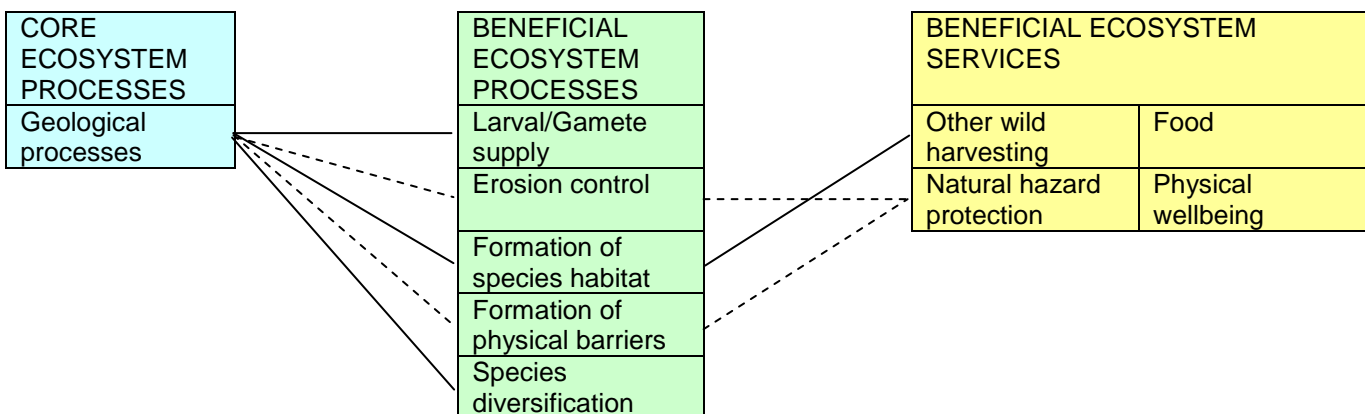 CORE
ECOSYSTEM
PROCESSES
Geological
processes
BENEFICIAL
ECOSYSTEM
PROCESSES
Larval/Gamete
supply
Erosion control
Formation of
species habitat
Formation of
physical barriers
Species
diversification
BENEFICIAL ECOSYSTEM
SERVICES
Other wild
harvesting
Food
Natural hazard
protection
Physical
wellbeing